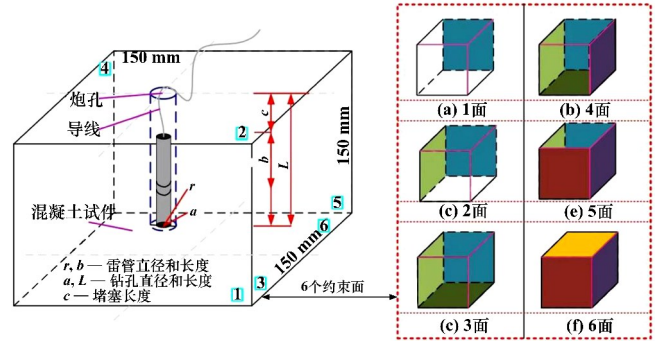 150 mm
4
炮孔
导线
2
c
b
L
150 mm
r
a
5
6
混凝土试件
150 mm
r, b — 雷管直径和长度
a, L — 钻孔直径和长度
c — 堵塞长度
1
3
6个约束面
(a) 1面
(b) 4面
(c) 2面
(e) 5面
(c) 3面
(f) 6面